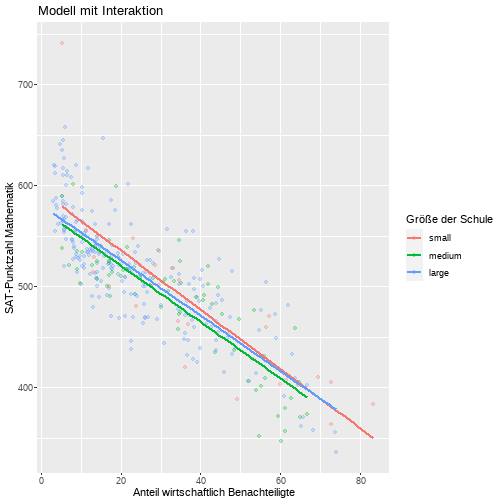 Modell mit Interaktion
SAT-Punktzahl Mathematik
700
600
500
400
0
20
40
60
80
Anteil wirtschaftlich Benachteiligte
Größe der Schule
small
medium
large